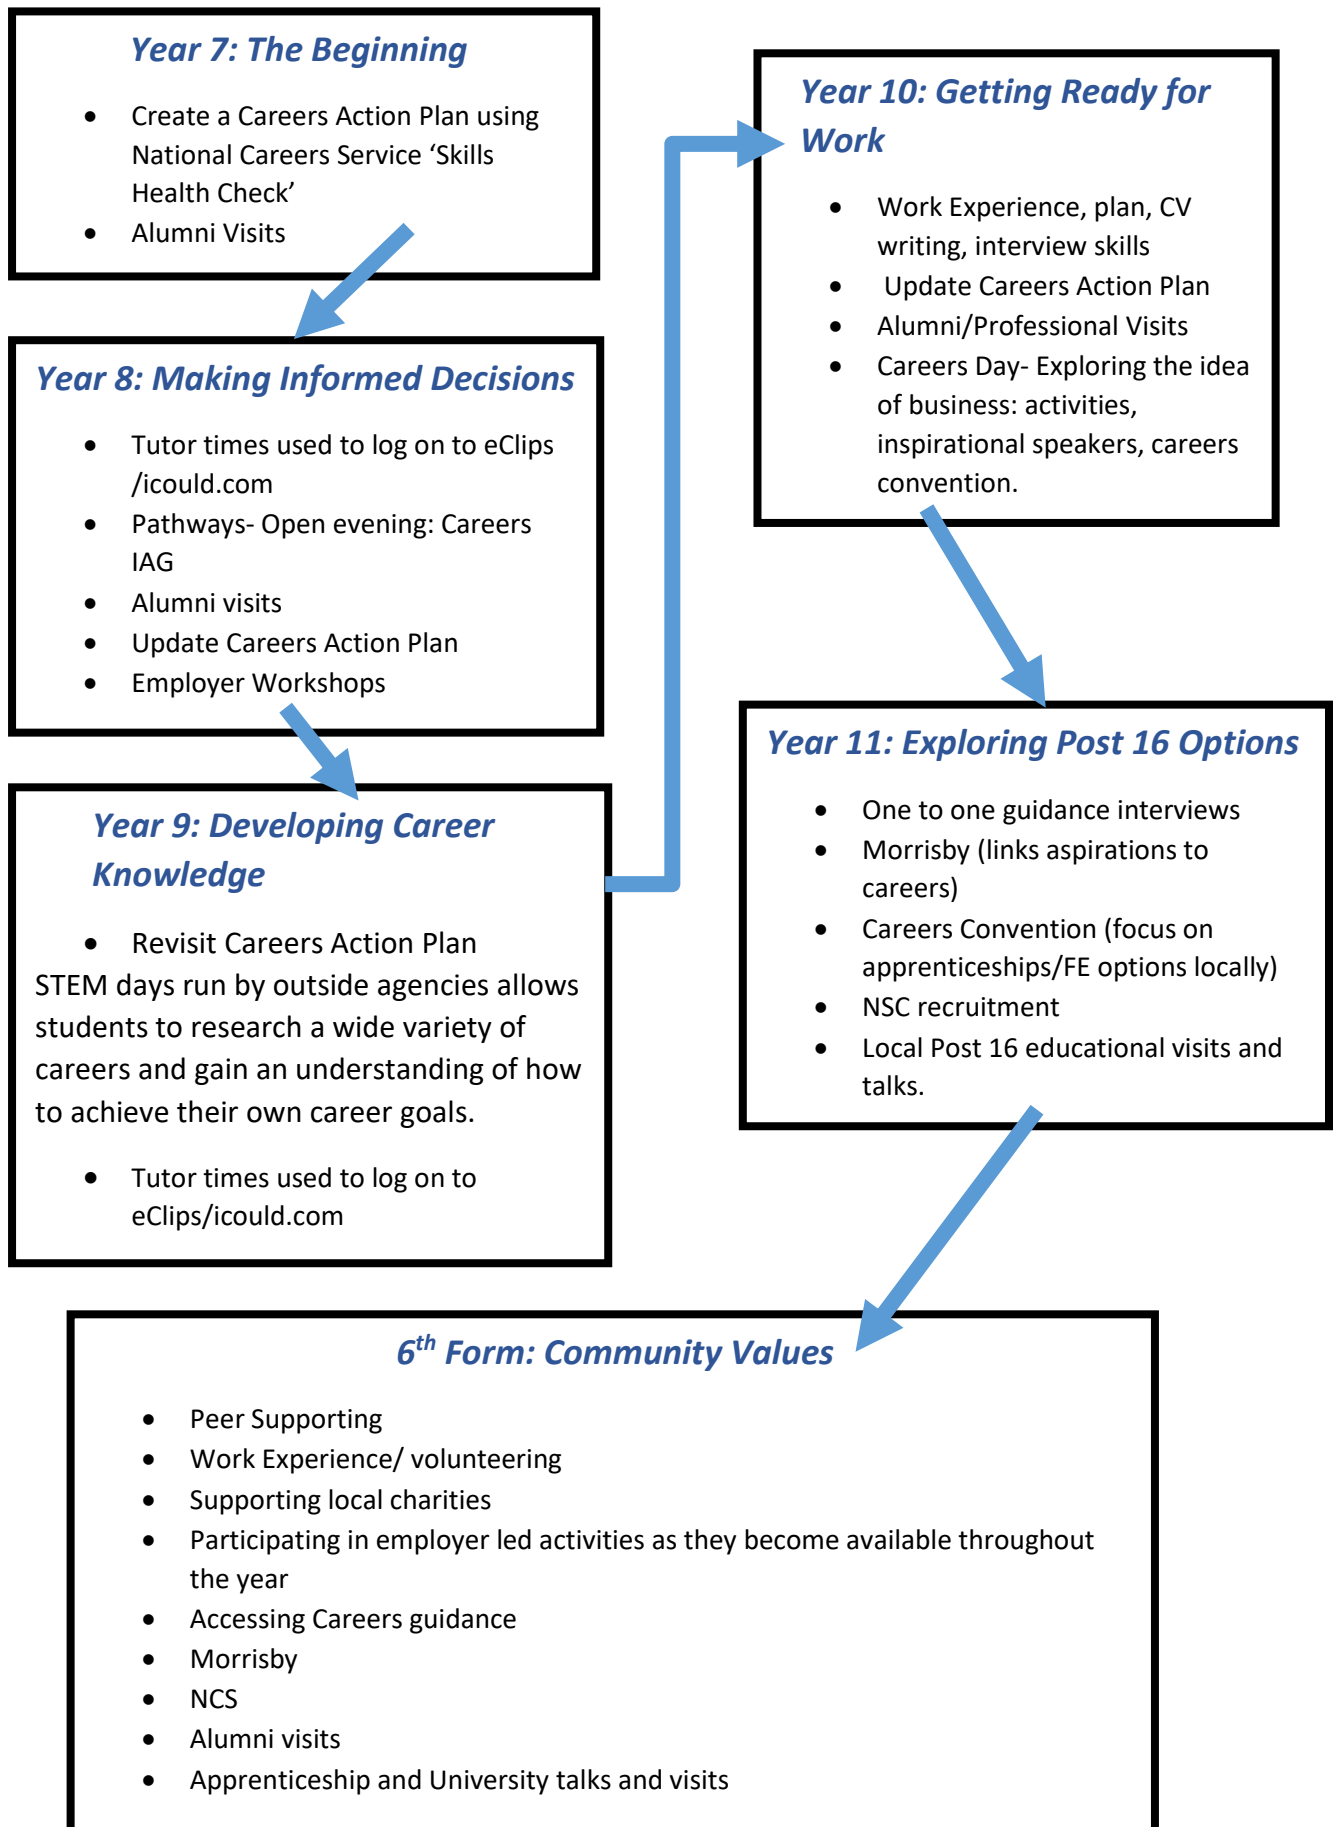 Year 7: The Beginning
• Create a Careers Action Plan using
National Careers Service ‘Skills
Health Check’
• Alumni Visits
Year 8: Making Informed Decisions
• Tutor times used to log on to eClips
/icould.com
• Pathways- Open evening: Careers
IAG
• Alumni visits
• Update Careers Action Plan
• Employer Workshops
Year 9: Developing Career
Knowledge
• Revisit Careers Action Plan
STEM days run by outside agencies allows
students to research a wide variety of
careers and gain an understanding of how
to achieve their own career goals.
• Tutor times used to log on to
eClips/icould.com
Year 10: Getting Ready for
Work
• Work Experience, plan, CV
writing, interview skills
• Update Careers Action Plan
• Alumni/Professional Visits
• Careers Day- Exploring the idea
of business: activities,
inspirational speakers, careers
convention.
Year 11: Exploring Post 16 Options
• One to one guidance interviews
• Morrisby (links aspirations to
careers)
• Careers Convention (focus on
apprenticeships/FE options locally)
• NSC recruitment
• Local Post 16 educational visits and
talks.
6th Form: Community Values
• Peer Supporting
• Work Experience/ volunteering
• Supporting local charities
• Participating in employer led activities as they become available throughout
the year
• Accessing Careers guidance
• Morrisby
• NCS
• Alumni visits
• Apprenticeship and University talks and visits